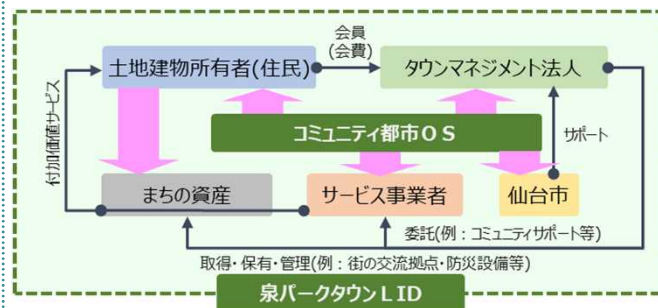 会員
(会費)
土地建物所有者(住民)
タウンマネジメント法人
付加価値サービス
コミュニティ都市OS
サポート
まちの資産
サービス事業者
仙台市
委託(例：コミュニティサポート等)
取得・保有・管理(例：街の交流拠点・防災設備等)
泉パークタウンLID